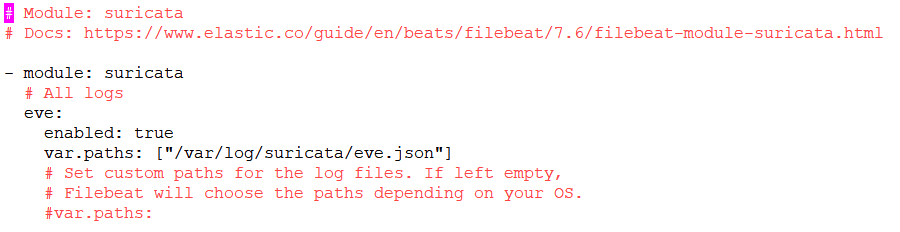 # Module: suricata
# Docs: https://www.elastic.co/guide/en/beats/filebeat/7.6/filebeat-module-suricata.html

- module: suricata
  # All logs
  eve:
    enabled: true
    var.paths: ["/var/log/suricata/eve.json"]
    # Set custom paths for the log files. If left empty,
    # Filebeat will choose the paths depending on your OS.
    #var.paths: